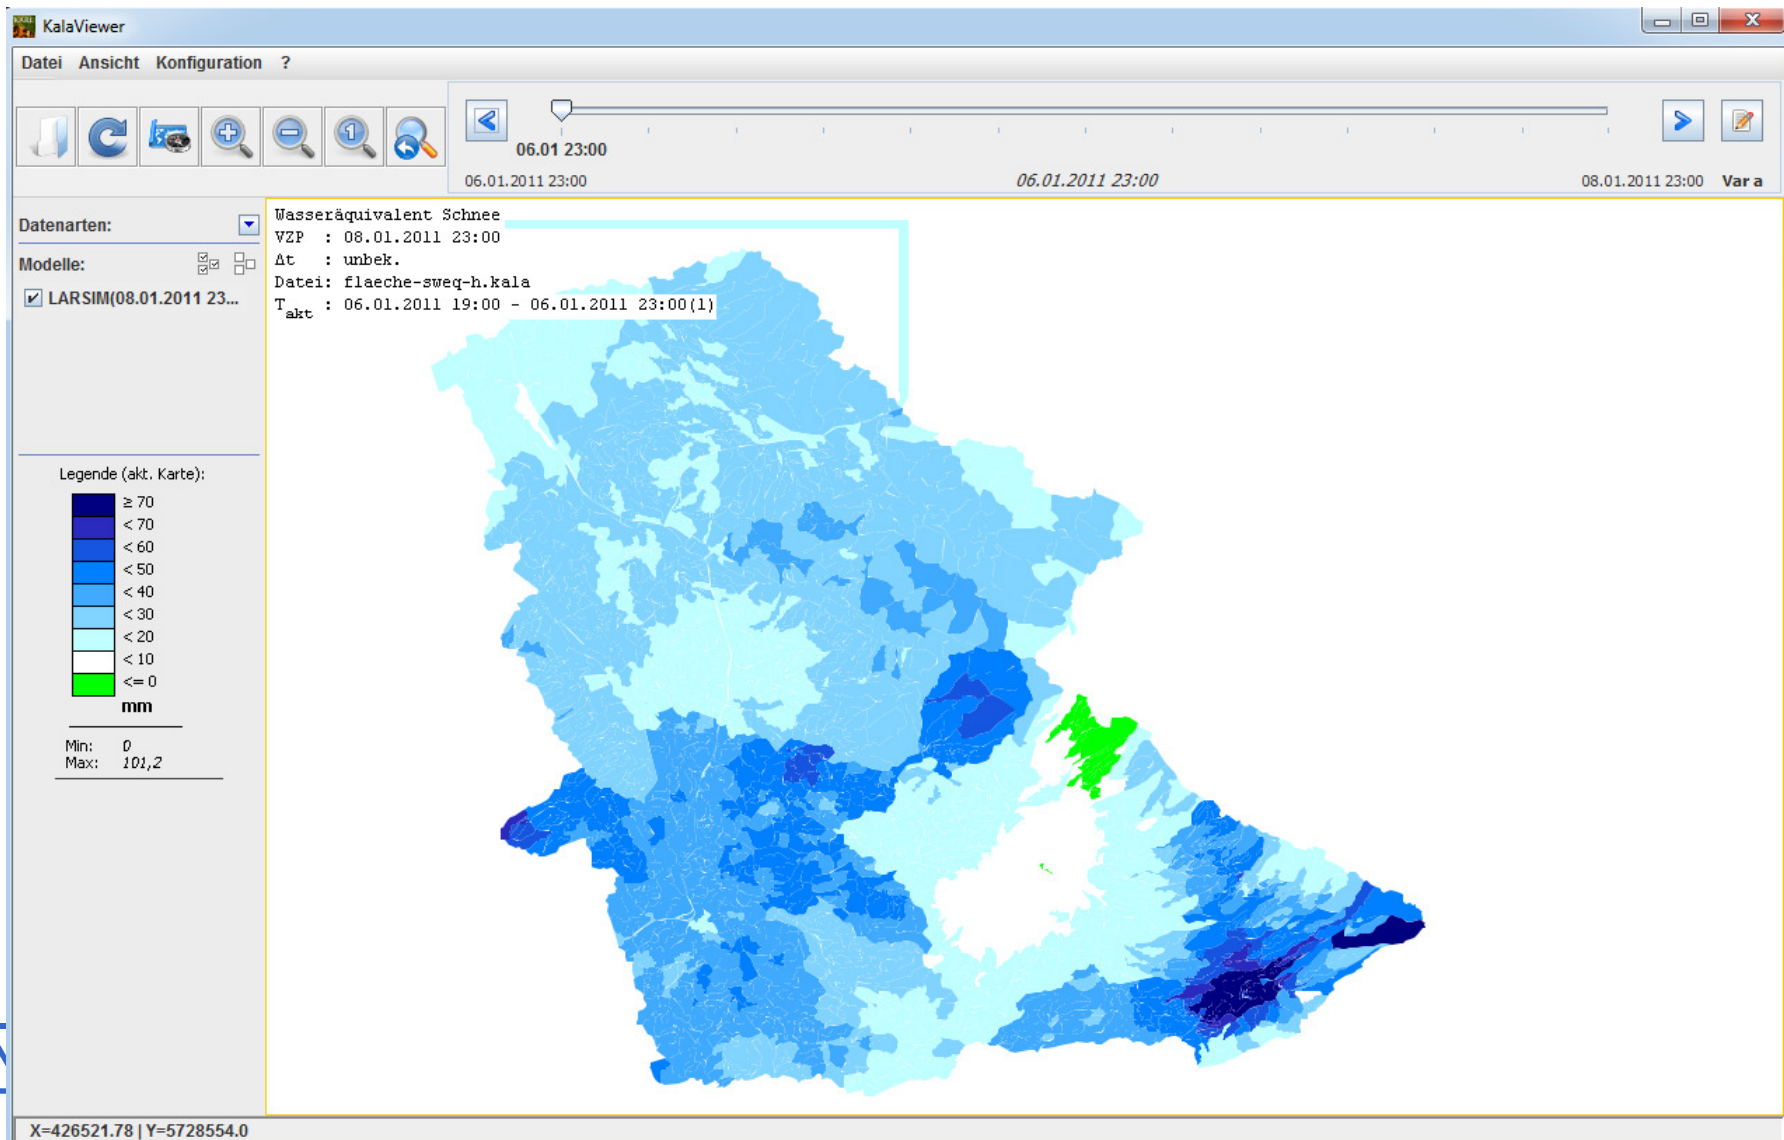 KalaViewer
Datei Ansicht Konfiguration ?
06.01 23:00
06.01.2011 23:00 06.01.2011 23:00 08.01.2011 23:00 Var a
Datenarten:
Modelle:
LARSIM(08.01.2011 23...
Wasseräquivalent Schnee
VZP : 08.01.2011 23:00
Δt : unbek.
Datei: flaeche-sweq-h.kala
Takt : 06.01.2011 19:00 - 06.01.2011 23:00(1)
Legende (akt. Karte):
≥ 70
< 70
< 60
< 50
< 40
< 30
< 20
< 10
<= 0
mm
Min: 0
Max: 101,2
X=426521.78 | Y=5728554.0